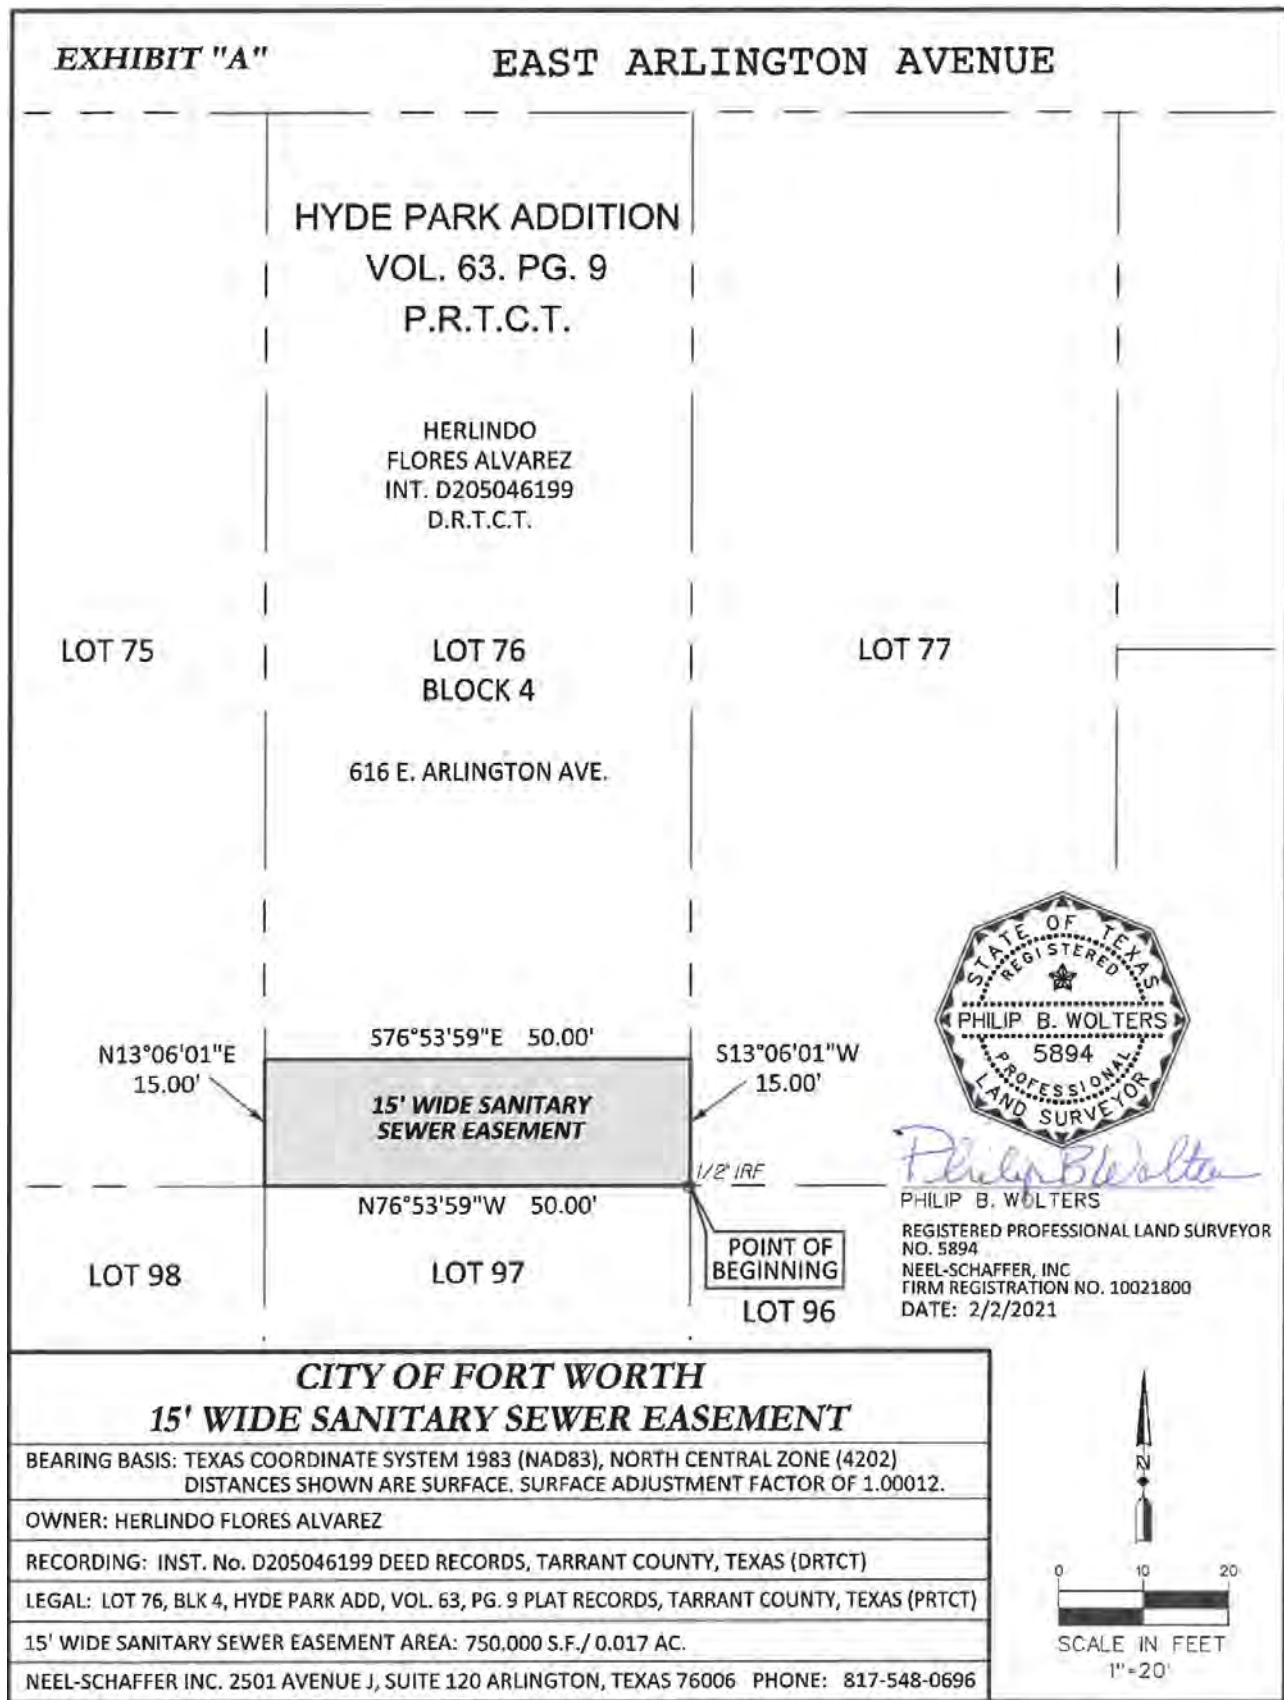 EXHIBIT "A"
EAST ARLINGTON AVENUE
HYDE PARK ADDITION
VOL. 63. PG. 9
P.R.T.C.T.
HERLINDO
FLORES ALVAREZ
INT. D205046199
D.R.T.C.T.
LOT 75
LOT 76
BLOCK 4
LOT 77
616 E. ARLINGTON AVE.
STATE OF TEXAS
REGISTERED
PHILIP B. WOLTERS
5894
PROFESSIONAL
LAND SURVEYOR
N13°06'01"E
15.00'
S76°53'59"E 50.00'
S13°06'01"W
15.00'
15' WIDE SANITARY
SEWER EASEMENT
1/2" IRF
N76°53'59"W 50.00'
POINT OF
BEGINNING
LOT 98
LOT 97
LOT 96
Philip B Wolters
PHILIP B. WOLTERS
REGISTERED PROFESSIONAL LAND SURVEYOR
NO. 5894
NEEL-SCHAFFER, INC
FIRM REGISTRATION NO. 10021800
DATE: 2/2/2021
CITY OF FORT WORTH
15' WIDE SANITARY SEWER EASEMENT
BEARING BASIS: TEXAS COORDINATE SYSTEM 1983 (NAD83), NORTH CENTRAL ZONE (4202)
DISTANCES SHOWN ARE SURFACE. SURFACE ADJUSTMENT FACTOR OF 1.00012.
OWNER: HERLINDO FLORES ALVAREZ
RECORDING: INST. No. D205046199 DEED RECORDS, TARRANT COUNTY, TEXAS (DRTCT)
LEGAL: LOT 76, BLK 4, HYDE PARK ADD, VOL. 63, PG. 9 PLAT RECORDS, TARRANT COUNTY, TEXAS (PRTCT)
15' WIDE SANITARY SEWER EASEMENT AREA: 750.000 S.F./ 0.017 AC.
NEEL-SCHAFFER INC. 2501 AVENUE J, SUITE 120 ARLINGTON, TEXAS 76006 PHONE: 817-548-0696
N
0 10 20
SCALE IN FEET
1"=20'